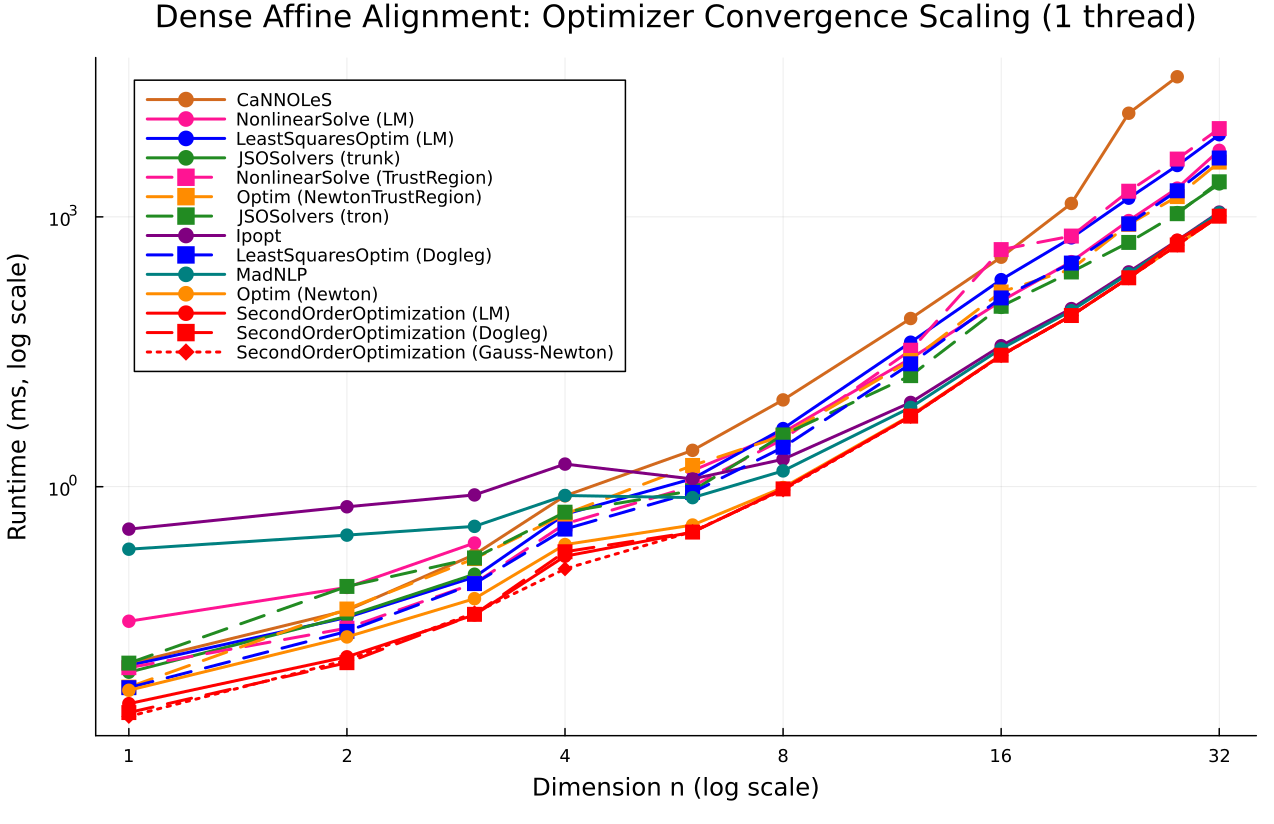 Dense Affine Alignment: Optimizer Convergence Scaling (1 thread)
CaNNOLeS
NonlinearSolve (LM)
LeastSquaresOptim (LM)
JSOSolvers (trunk)
NonlinearSolve (TrustRegion)
Optim (NewtonTrustRegion)
JSOSolvers (tron)
Ipopt
LeastSquaresOptim (Dogleg)
MadNLP
Optim (Newton)
SecondOrderOptimization (LM)
SecondOrderOptimization (Dogleg)
SecondOrderOptimization (Gauss-Newton)
Runtime (ms, log scale)
10³
10⁰
1 2 4 8 16 32
Dimension n (log scale)